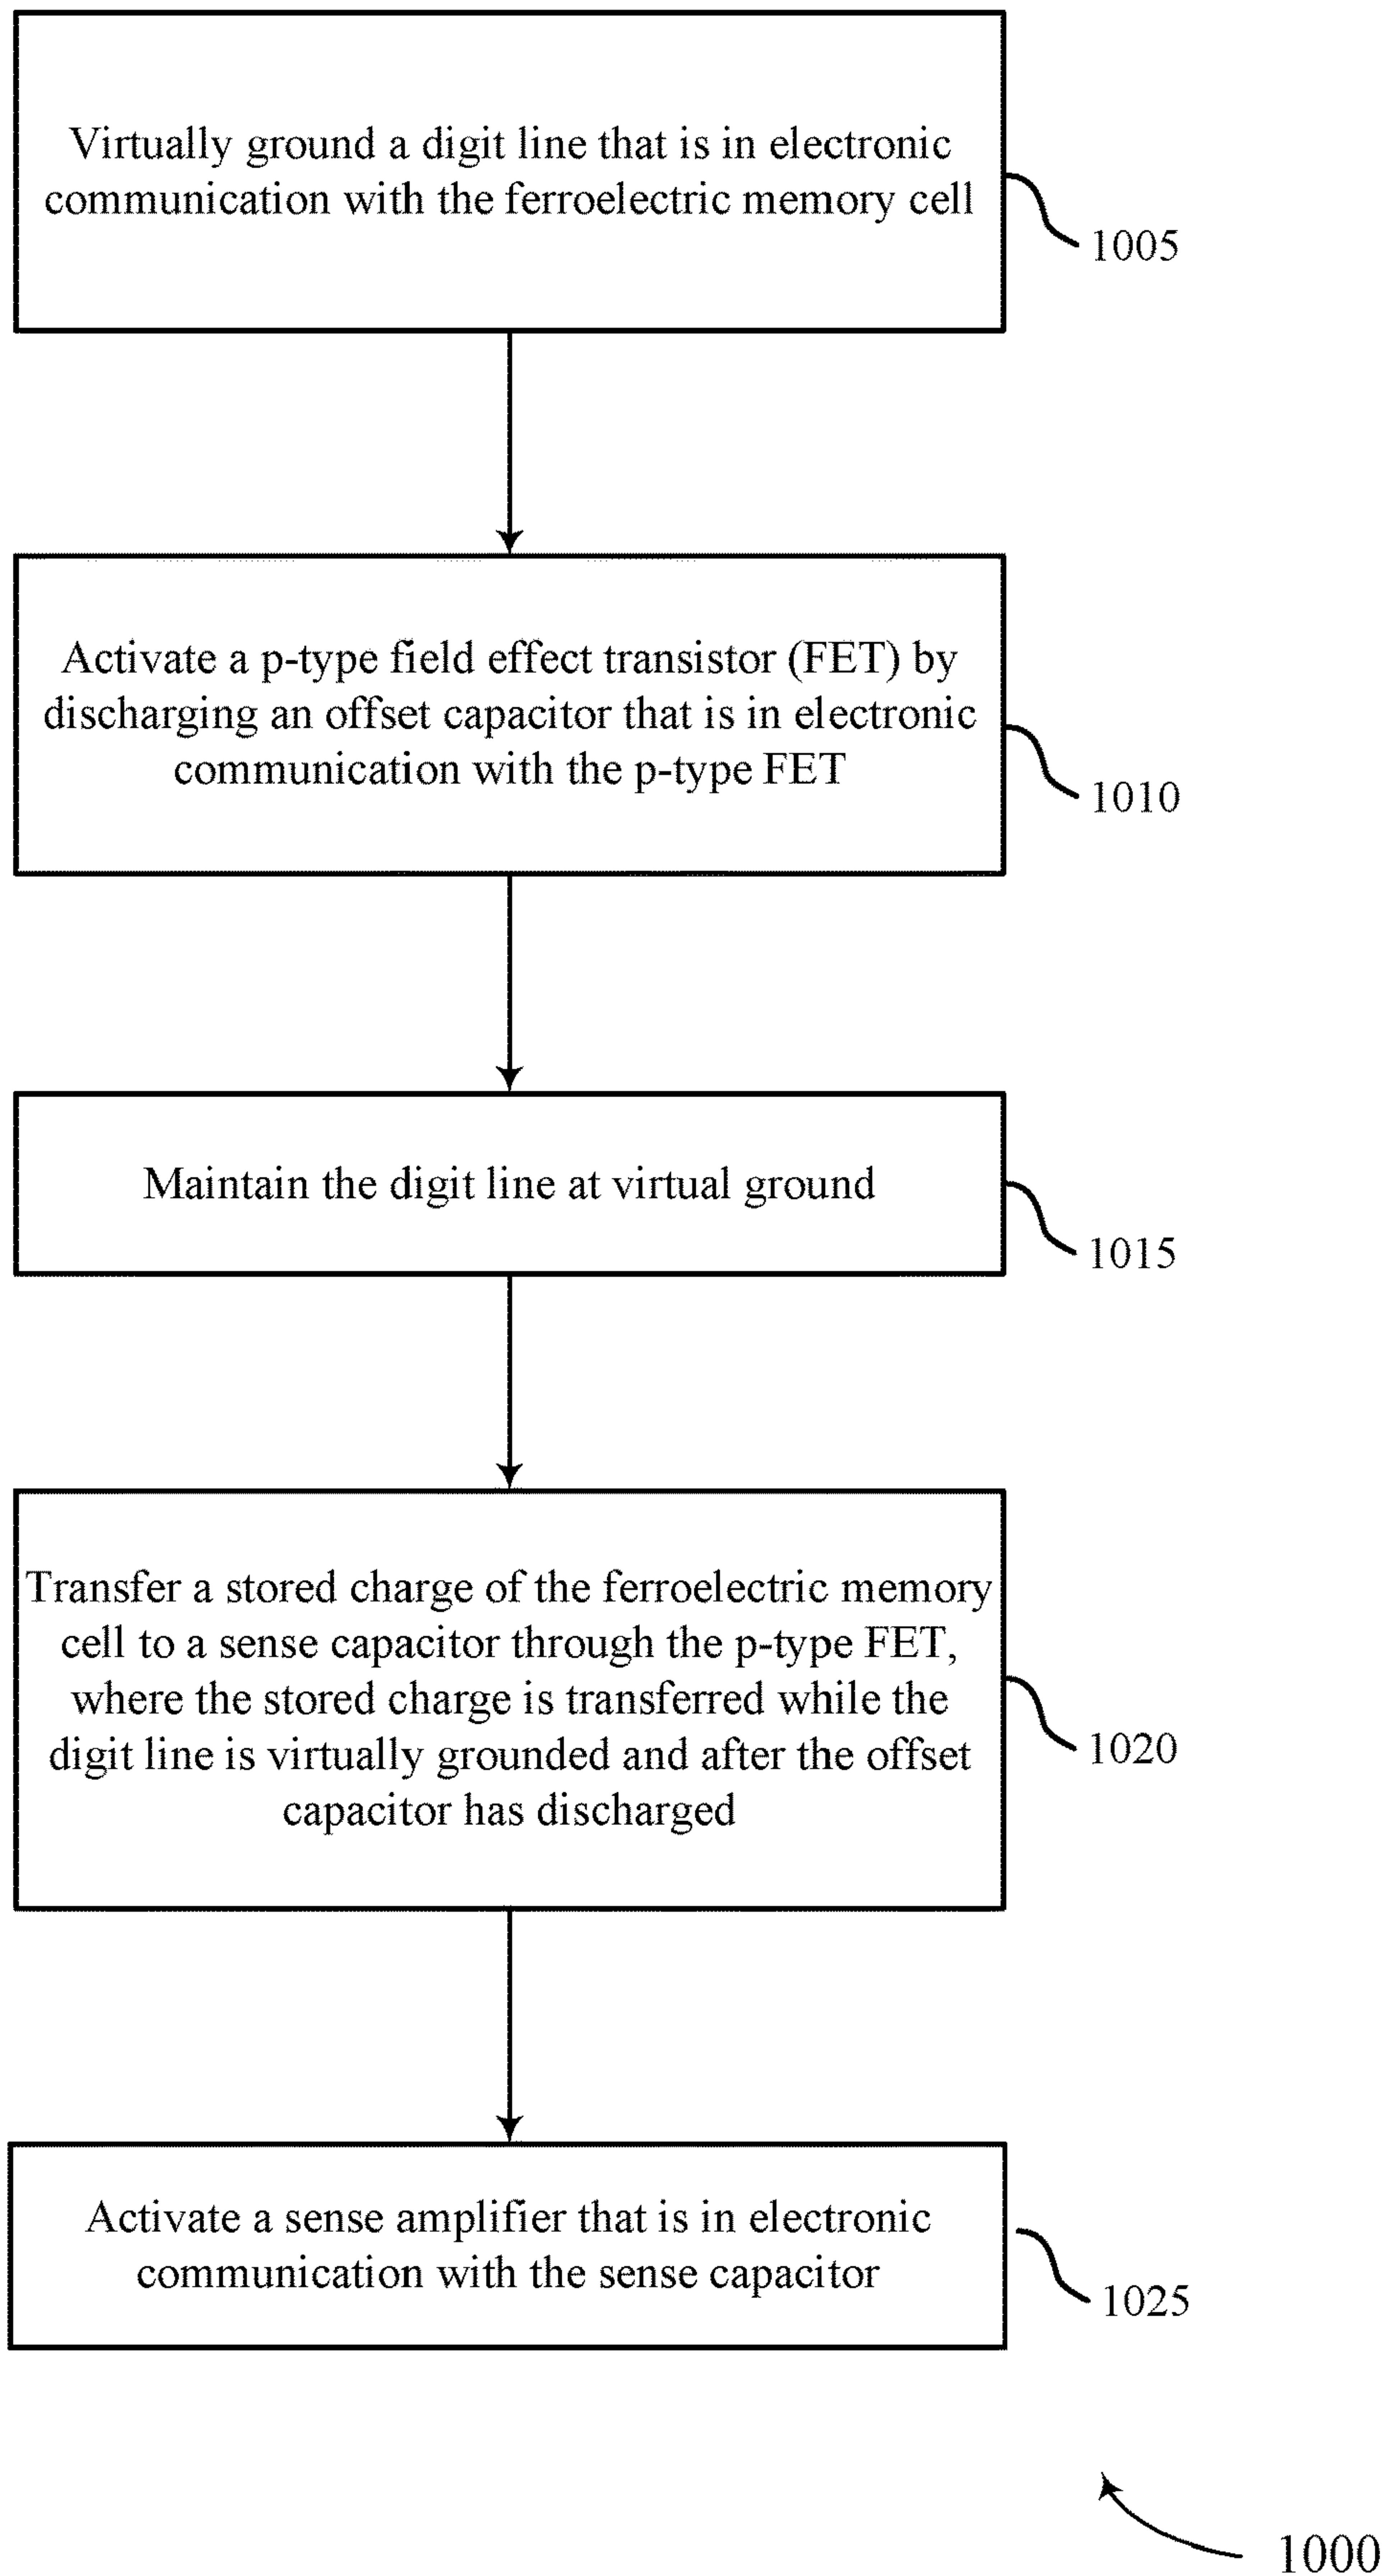 Virtually ground a digit line that is in electronic
communication with the ferroelectric memory cell
1005
Activate a p-type field effect transistor (FET) by
discharging an offset capacitor that is in electronic
communication with the p-type FET
1010
Maintain the digit line at virtual ground
1015
Transfer a stored charge of the ferroelectric memory
cell to a sense capacitor through the p-type FET,
where the stored charge is transferred while the
digit line is virtually grounded and after the offset
capacitor has discharged
1020
Activate a sense amplifier that is in electronic
communication with the sense capacitor
1025
1000